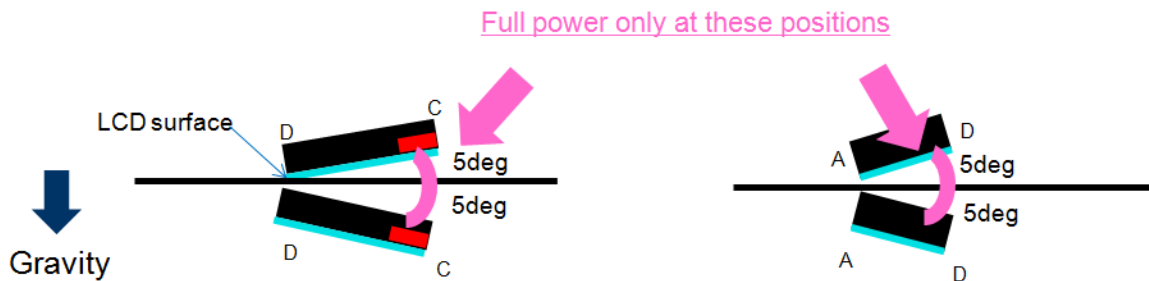 Full power only at these positions
LCD surface
D
C
5deg
5deg
D
C
Gravity
A
D
5deg
5deg
A
D